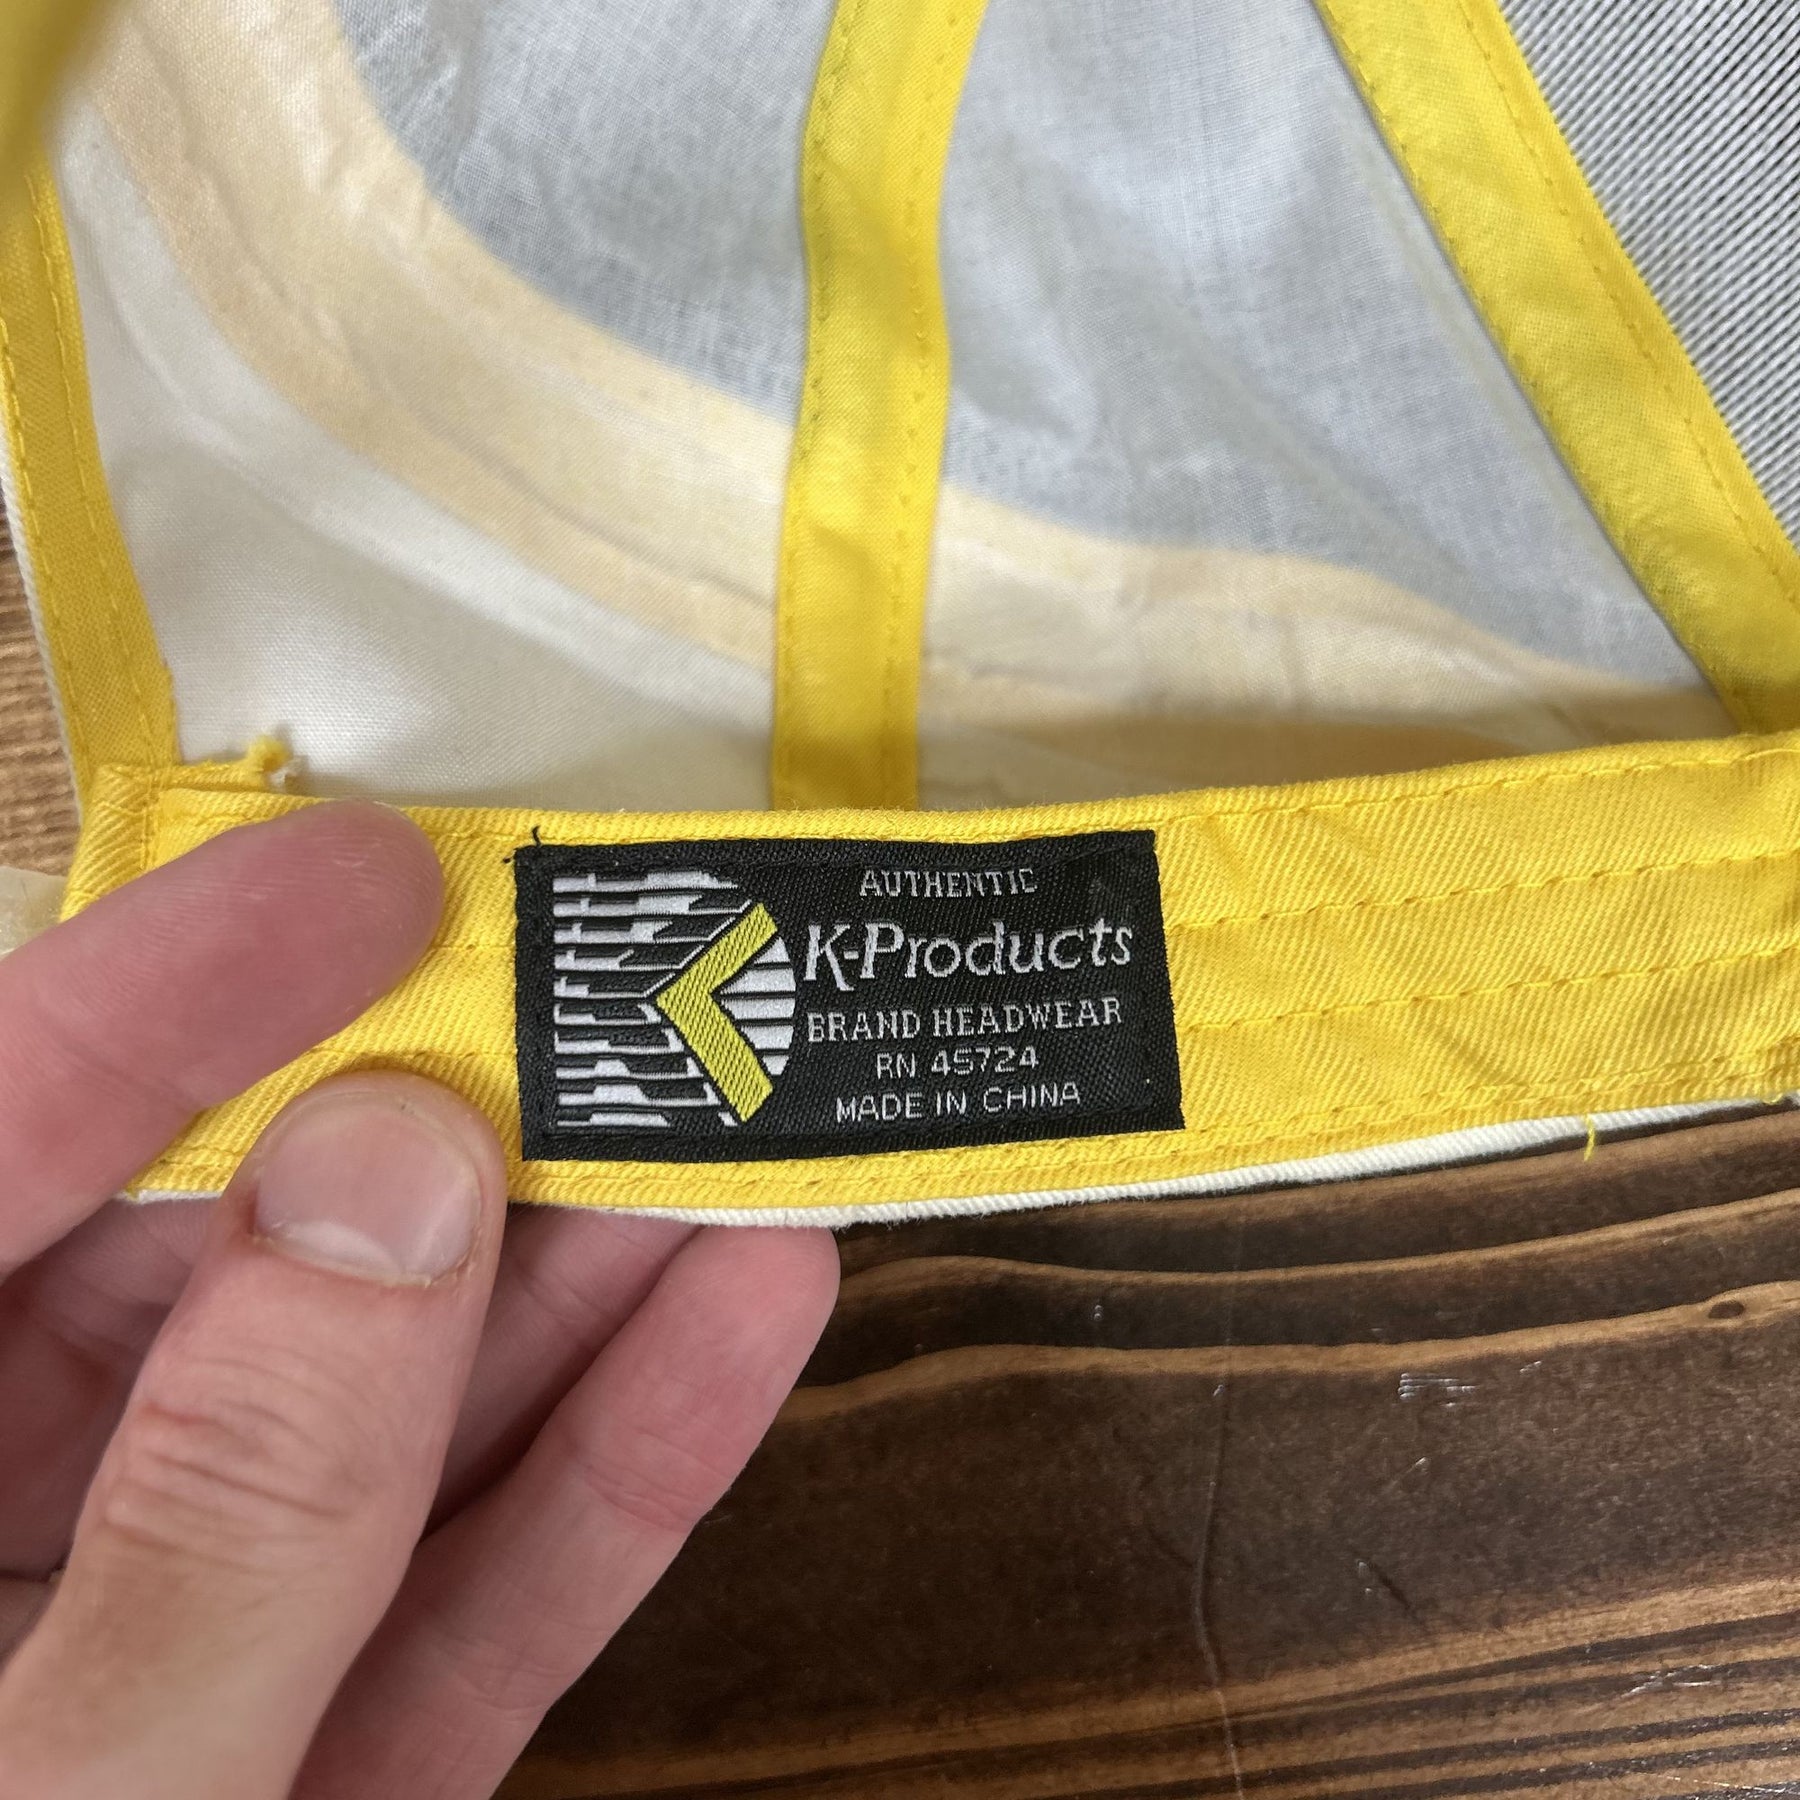 AUTHENTIC
K-Products
BRAND HEADWEAR
RN 45724
MADE IN CHINA